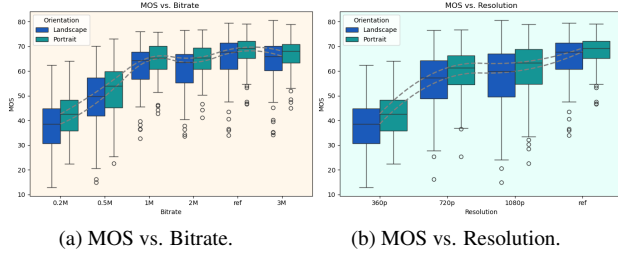 MOS vs. Bitrate
Orientation
Landscape
Portrait
MOS
80
70
60
50
40
30
20
10
0.2M 0.5M 1M 2M ref 3M
Bitrate
(a) MOS vs. Bitrate.
MOS vs. Resolution
Orientation
Landscape
Portrait
MOS
80
70
60
50
40
30
20
10
360p 720p 1080p ref
Resolution
(b) MOS vs. Resolution.